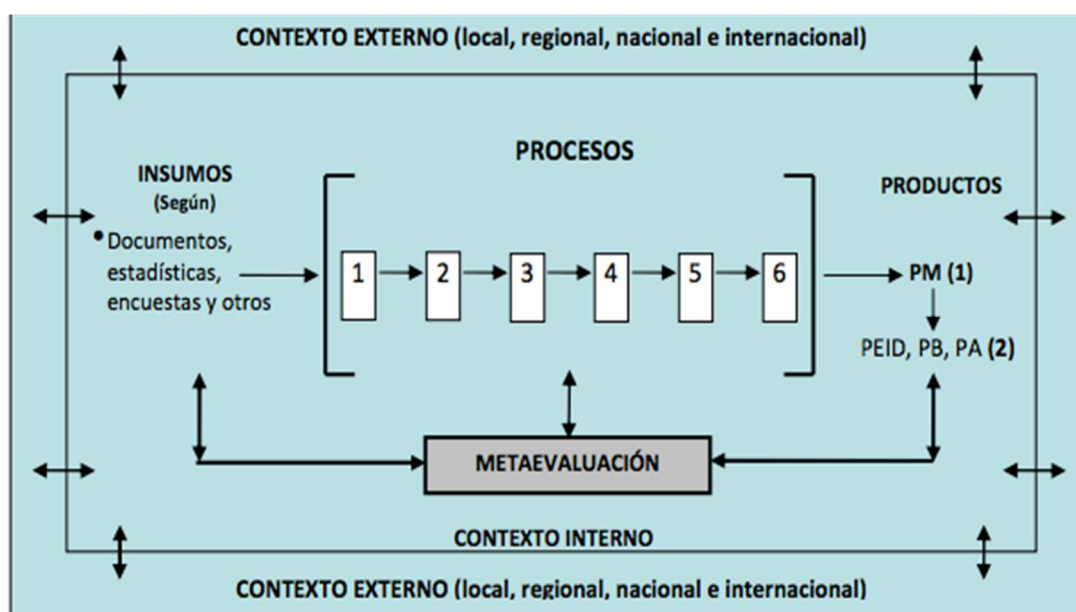 CONTEXTO EXTERNO (local, regional, nacional e internacional)
PROCESOS
INSUMOS
(Según)
• Documentos,
estadísticas,
encuestas y otros
1
2
3
4
5
6
PRODUCTOS
PM (1)
PEID, PB, PA (2)
METAEVALUACIÓN
CONTEXTO INTERNO
CONTEXTO EXTERNO (local, regional, nacional e internacional)